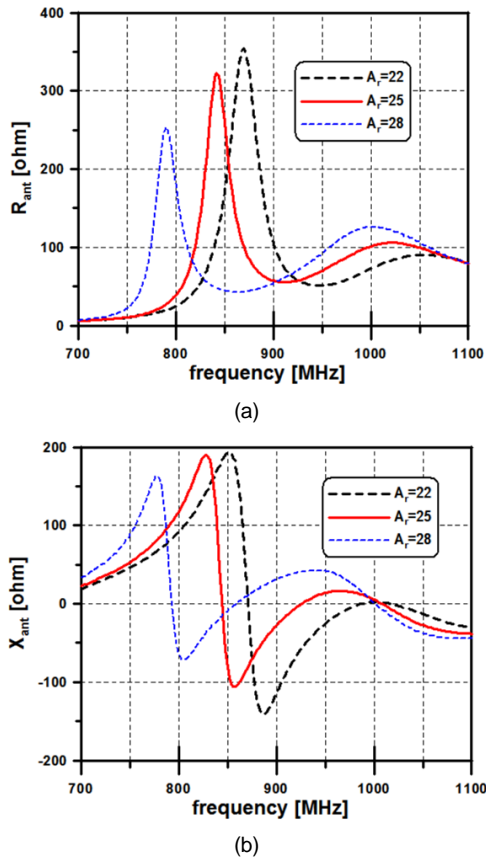 400
300
200
100
0
R_ant [ohm]
A_r=22
A_r=25
A_r=28
700 800 900 1000 1100
frequency [MHz]
(a)
200
100
0
-100
-200
X_ant [ohm]
A_r=22
A_r=25
A_r=28
700 800 900 1000 1100
frequency [MHz]
(b)